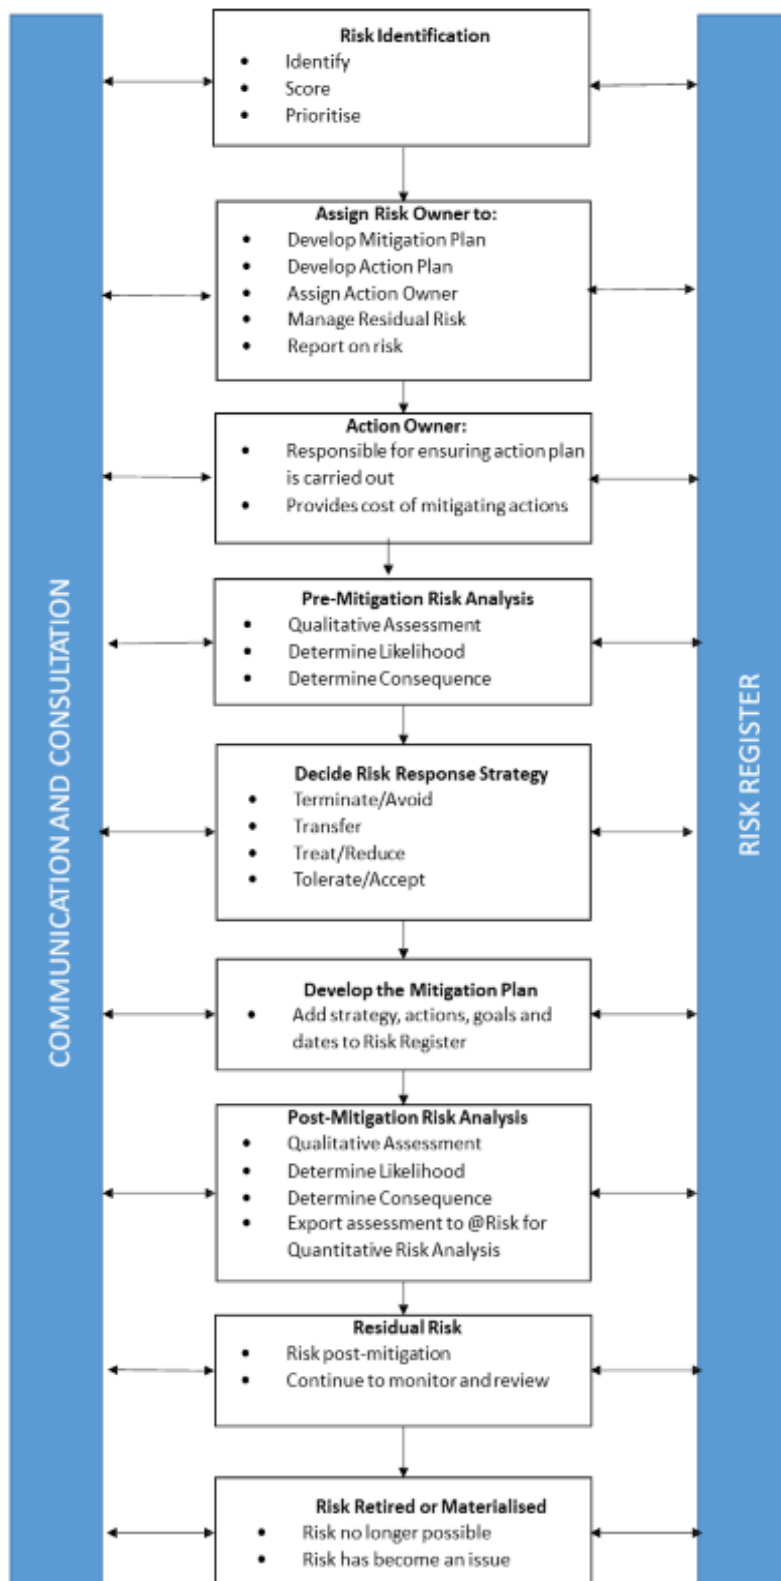 Risk Identification
• Identify
• Score
• Prioritise
Assign Risk Owner to:
• Develop Mitigation Plan
• Develop Action Plan
• Assign Action Owner
• Manage Residual Risk
• Report on risk
Action Owner:
• Responsible for ensuring action plan
is carried out
• Provides cost of mitigating actions
Pre-Mitigation Risk Analysis
• Qualitative Assessment
• Determine Likelihood
• Determine Consequence
Decide Risk Response Strategy
• Terminate/Avoid
• Transfer
• Treat/Reduce
• Tolerate/Accept
Develop the Mitigation Plan
• Add strategy, actions, goals and
dates to Risk Register
Post-Mitigation Risk Analysis
• Qualitative Assessment
• Determine Likelihood
• Determine Consequence
• Export assessment to @Risk for
Quantitative Risk Analysis
Residual Risk
• Risk post-mitigation
• Continue to monitor and review
Risk Retired or Materialised
• Risk no longer possible
• Risk has become an issue
COMMUNICATION AND CONSULTATION
RISK REGISTER